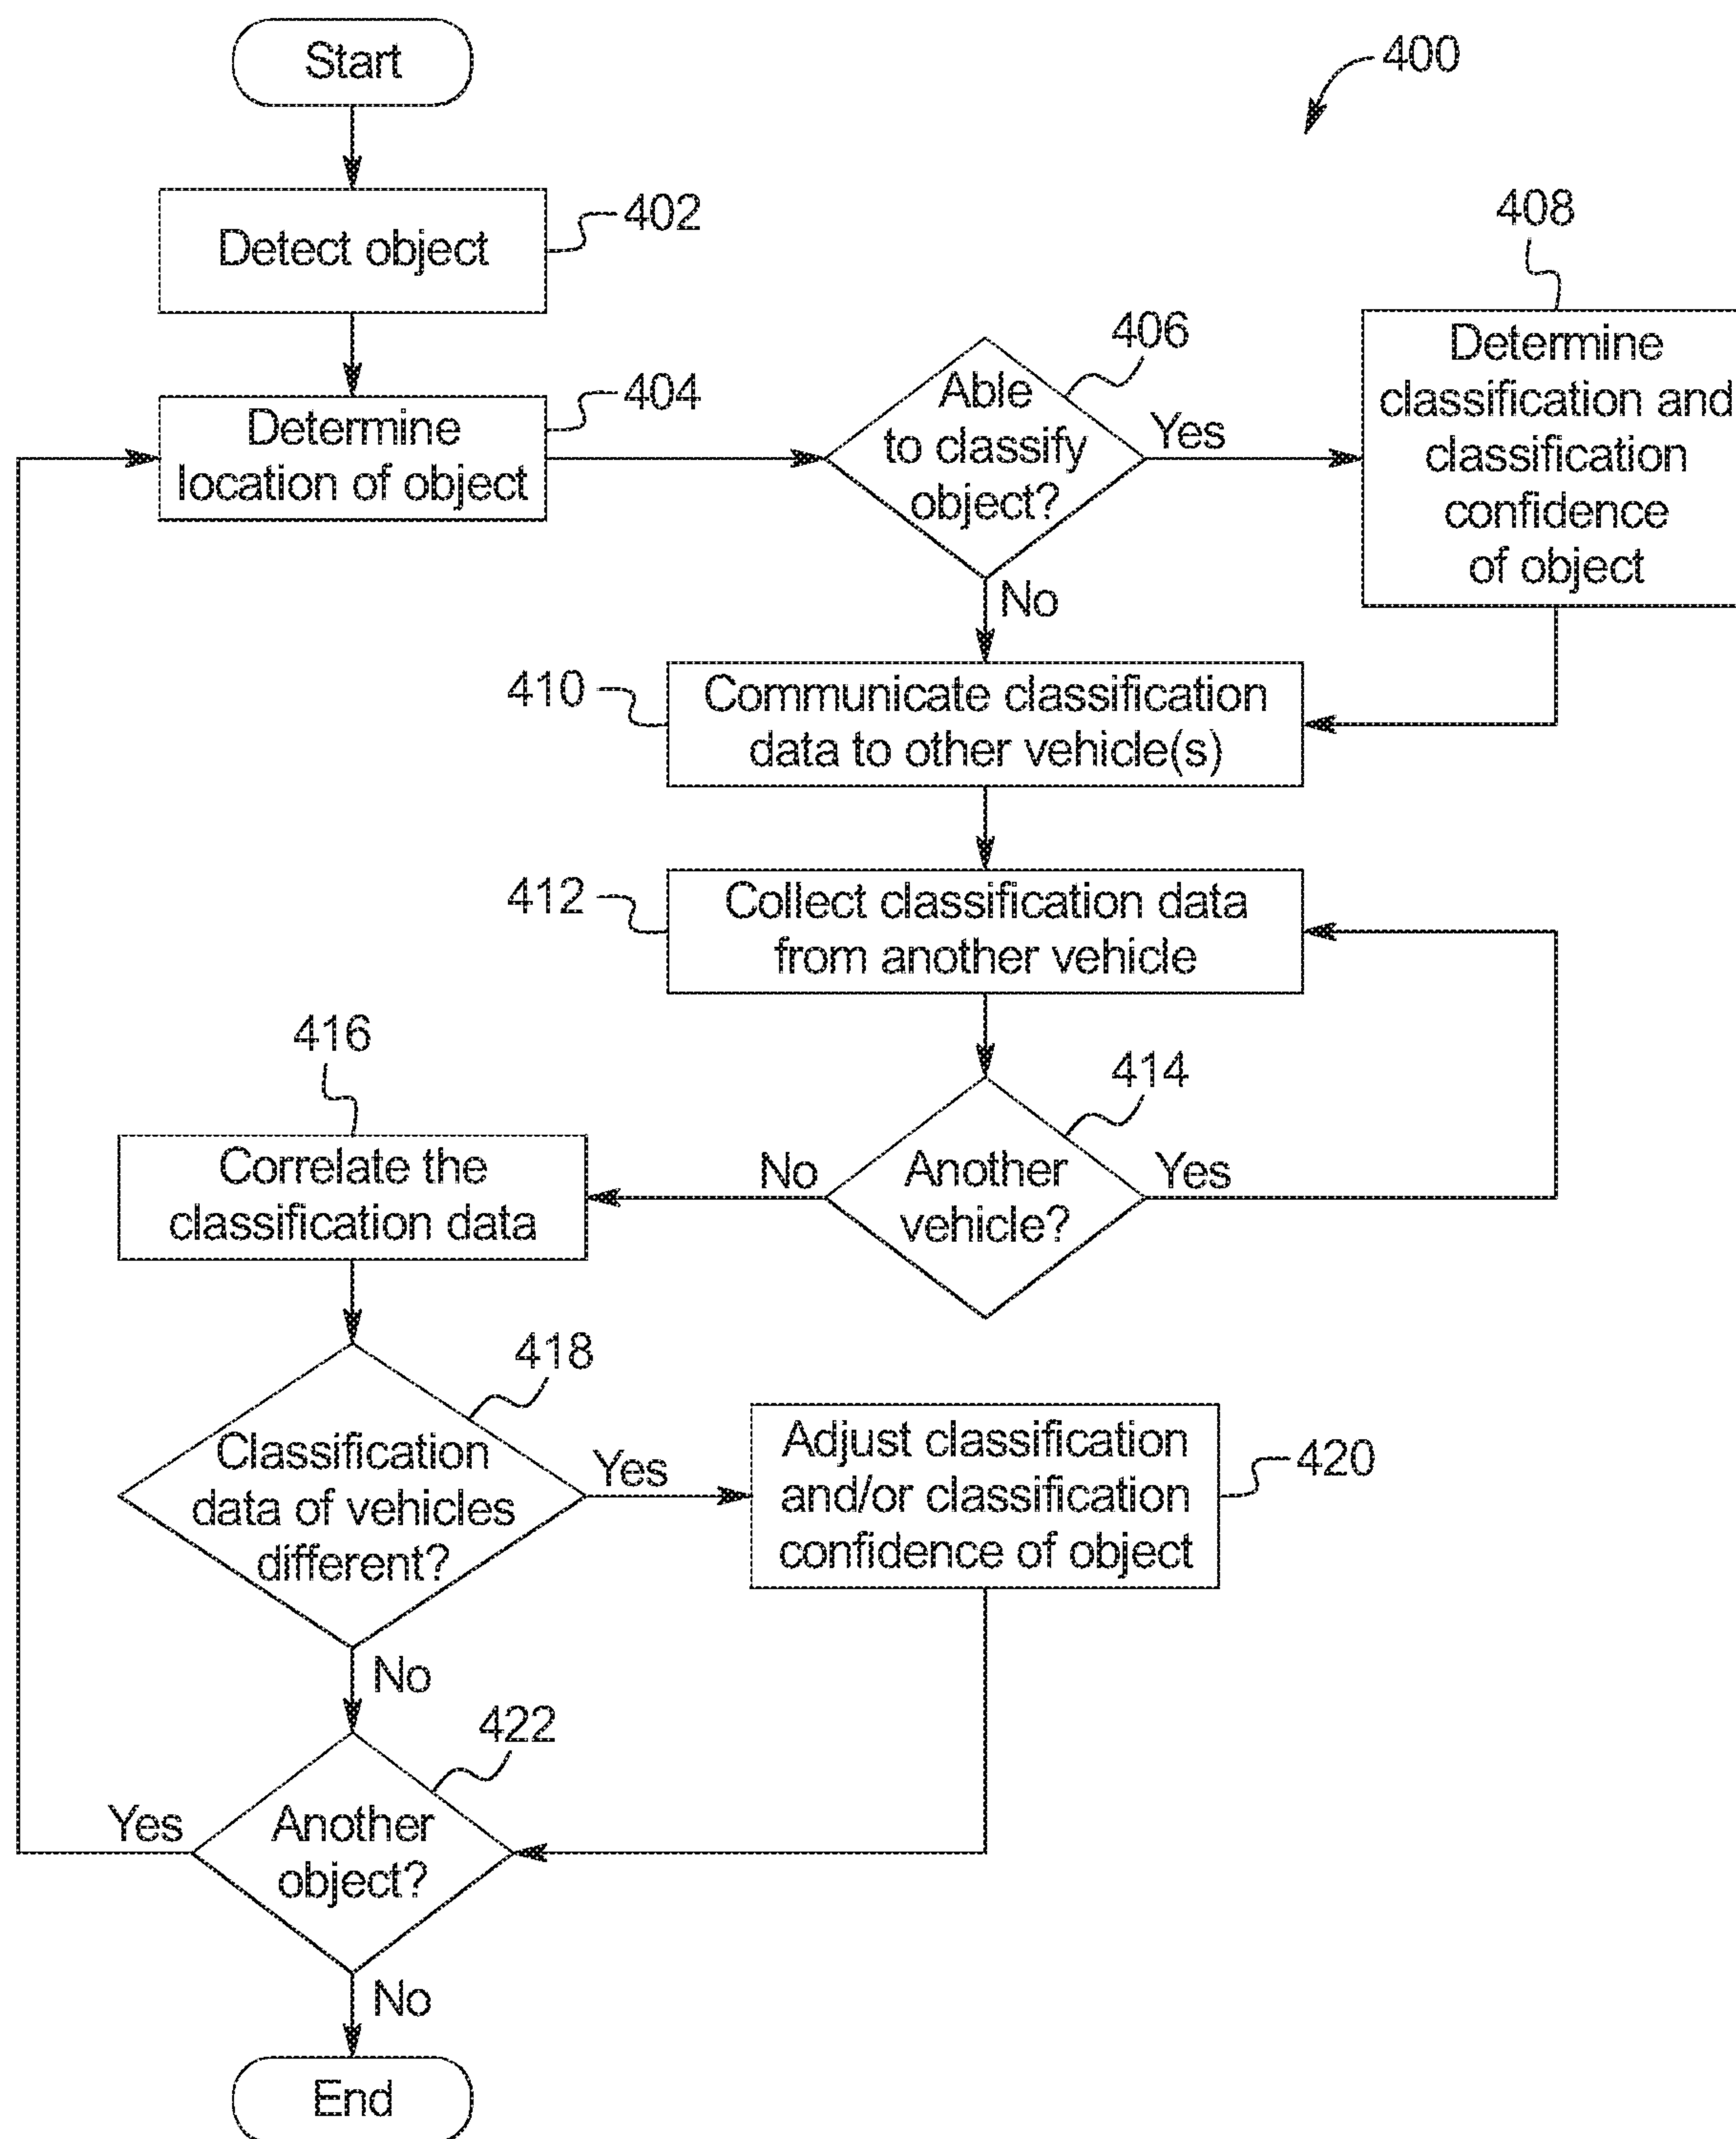 Start
400
Detect object
402
408
Determine
location of object
404
Able
to classify
object?
406
Yes
No
Determine
classification and
classification
confidence
of object
410
Communicate classification
data to other vehicle(s)
412
Collect classification data
from another vehicle
414
Another
vehicle?
Yes
No
416
Correlate the
classification data
418
Classification
data of vehicles
different?
Yes
No
Adjust classification
and/or classification
confidence of object
420
422
Another
object?
Yes
No
End